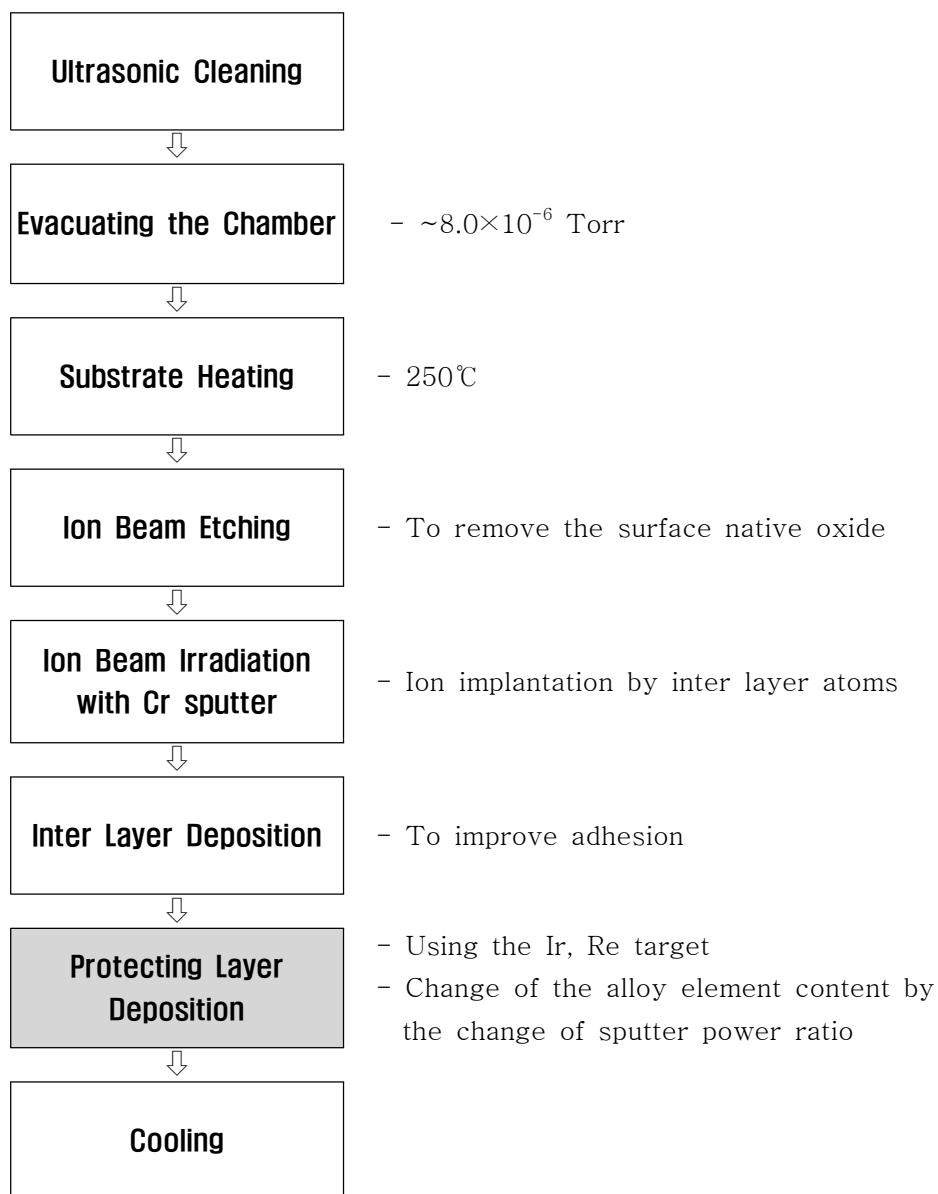 Ultrasonic Cleaning
⇩
Evacuating the Chamber
- ~8.0×10⁻⁶ Torr
⇩
Substrate Heating
- 250℃
⇩
Ion Beam Etching
- To remove the surface native oxide
⇩
Ion Beam Irradiation
with Cr sputter
- Ion implantation by inter layer atoms
⇩
Inter Layer Deposition
- To improve adhesion
⇩
Protecting Layer
Deposition
- Using the Ir, Re target
- Change of the alloy element content by
the change of sputter power ratio
⇩
Cooling